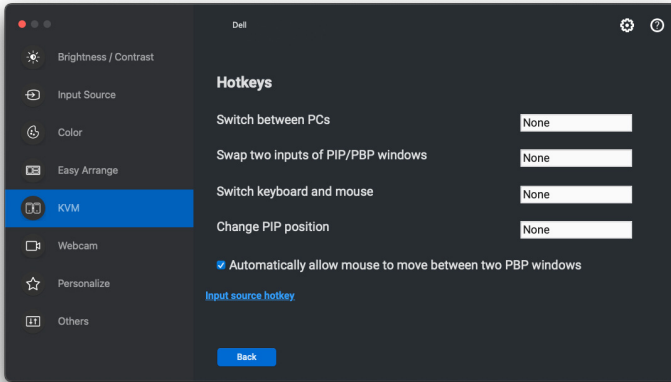 Dell
Brightness / Contrast
Input Source
Color
Easy Arrange
KVM
Webcam
Personalize
Others
Hotkeys
Switch between PCs
None
Swap two inputs of PIP/PBP windows
None
Switch keyboard and mouse
None
Change PIP position
None
Automatically allow mouse to move between two PBP windows
Input source hotkey
Back